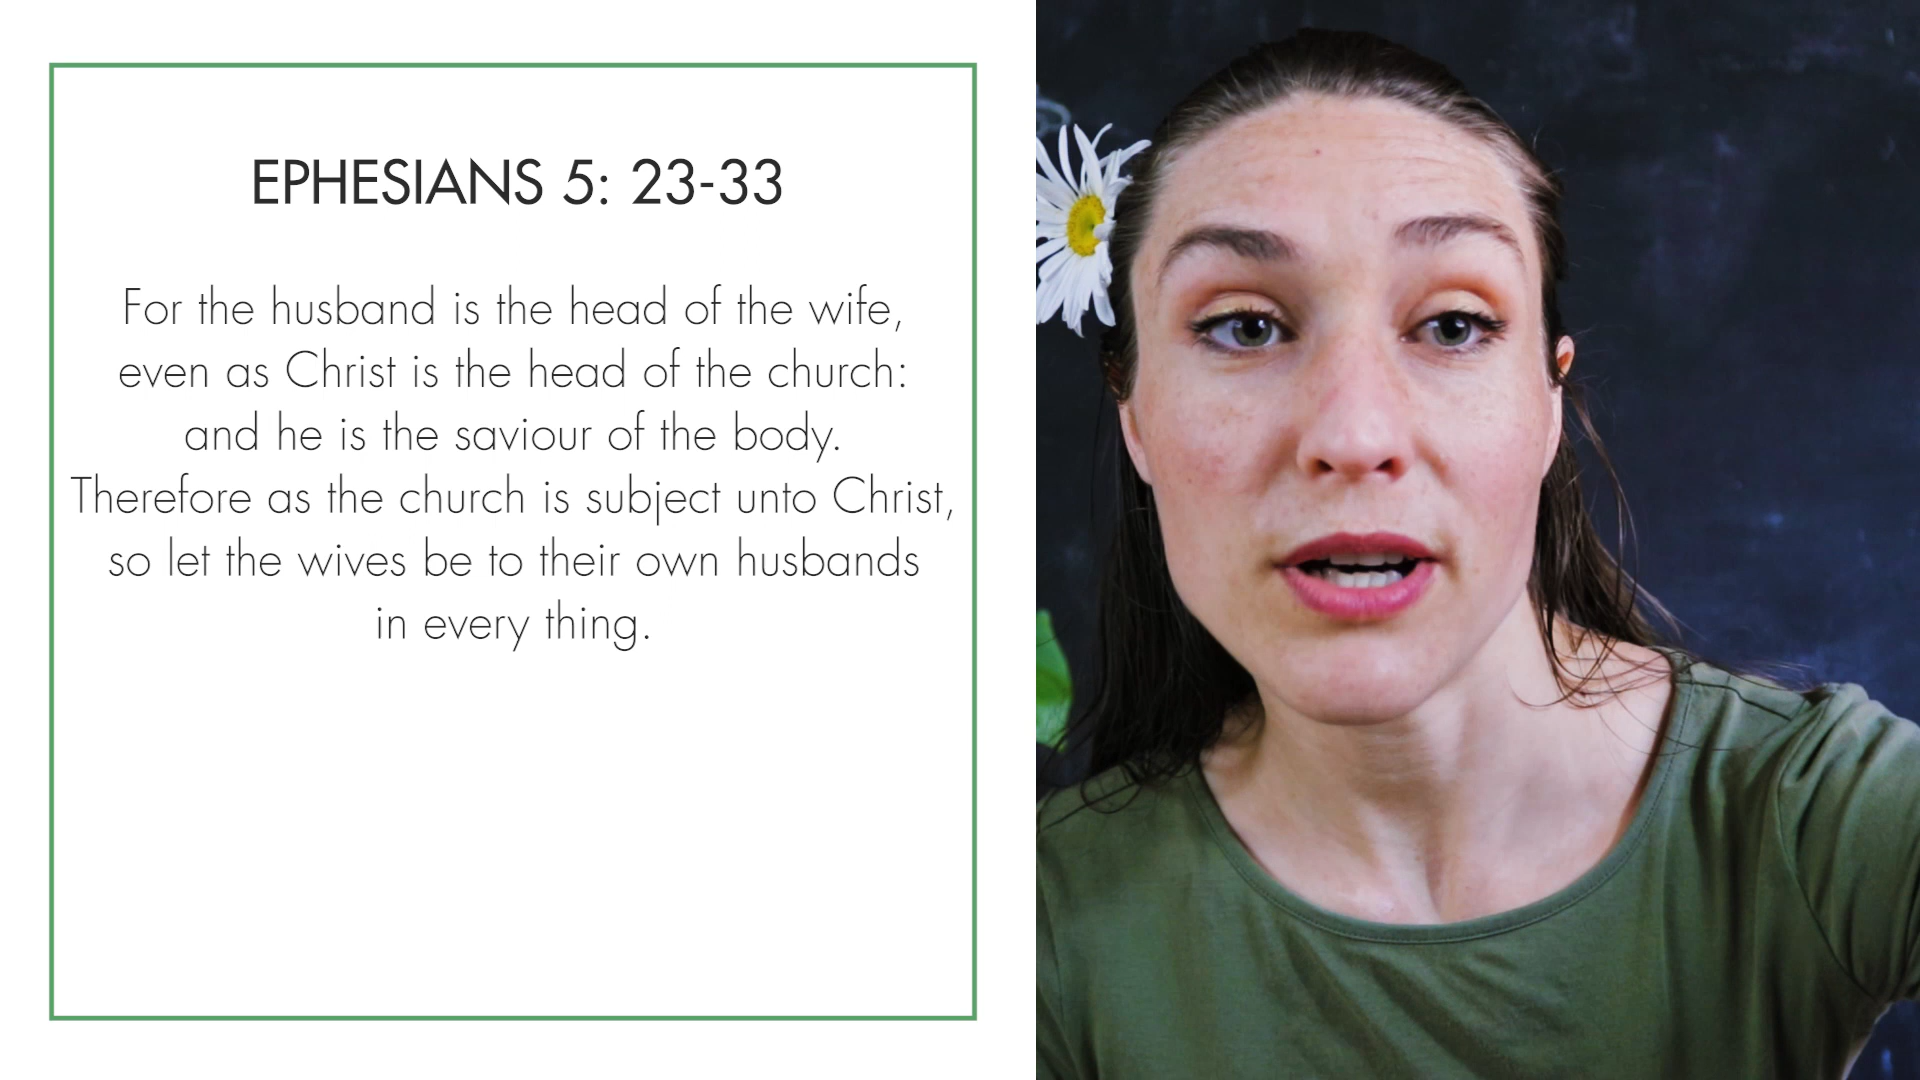 EPHESIANS 5: 23-33
For the husband is the head of the wife,
even as Christ is the head of the church:
and he is the saviour of the body.
Therefore as the church is subject unto Christ,
so let the wives be to their own husbands
in every thing.